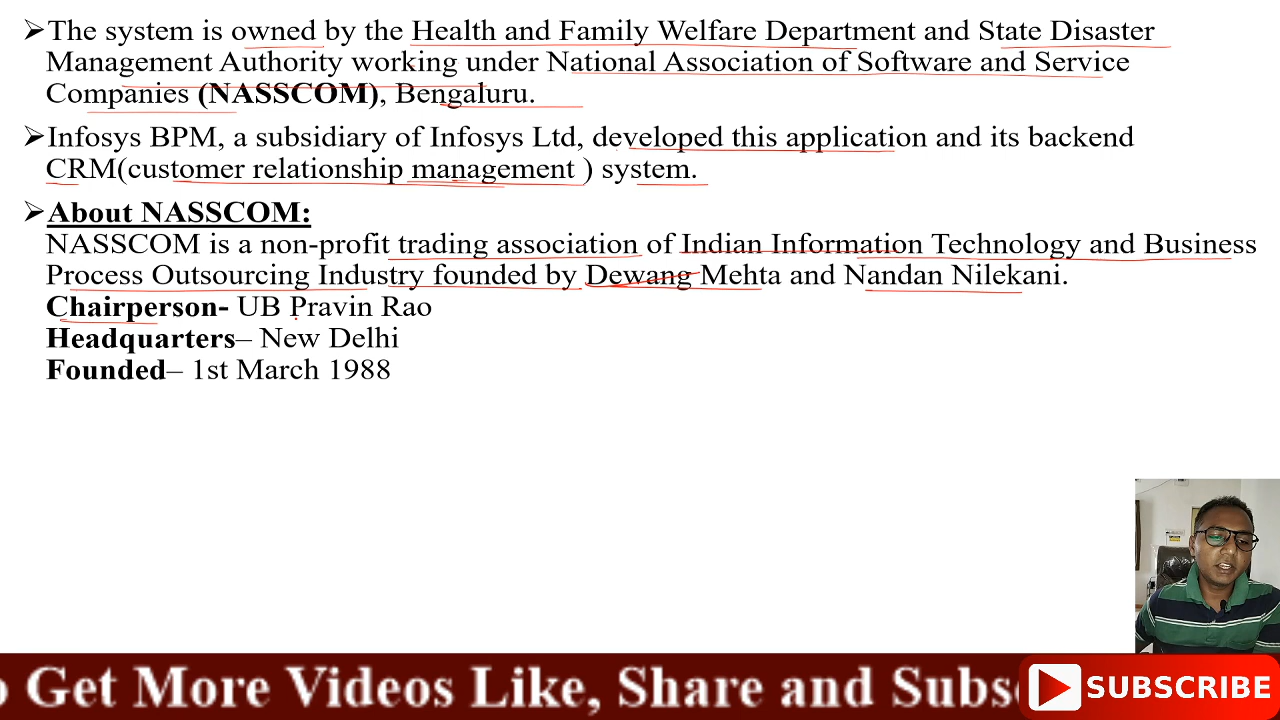 ➢The system is owned by the Health and Family Welfare Department and State Disaster
Management Authority working under National Association of Software and Service
Companies (NASSCOM), Bengaluru.
➢Infosys BPM, a subsidiary of Infosys Ltd, developed this application and its backend
CRM(customer relationship management ) system.
➢About NASSCOM:
NASSCOM is a non-profit trading association of Indian Information Technology and Business
Process Outsourcing Industry founded by Dewang Mehta and Nandan Nilekani.
Chairperson- UB Pravin Rao
Headquarters– New Delhi
Founded– 1st March 1988
Get More Videos Like, Share and Subs
SUBSCRIBE